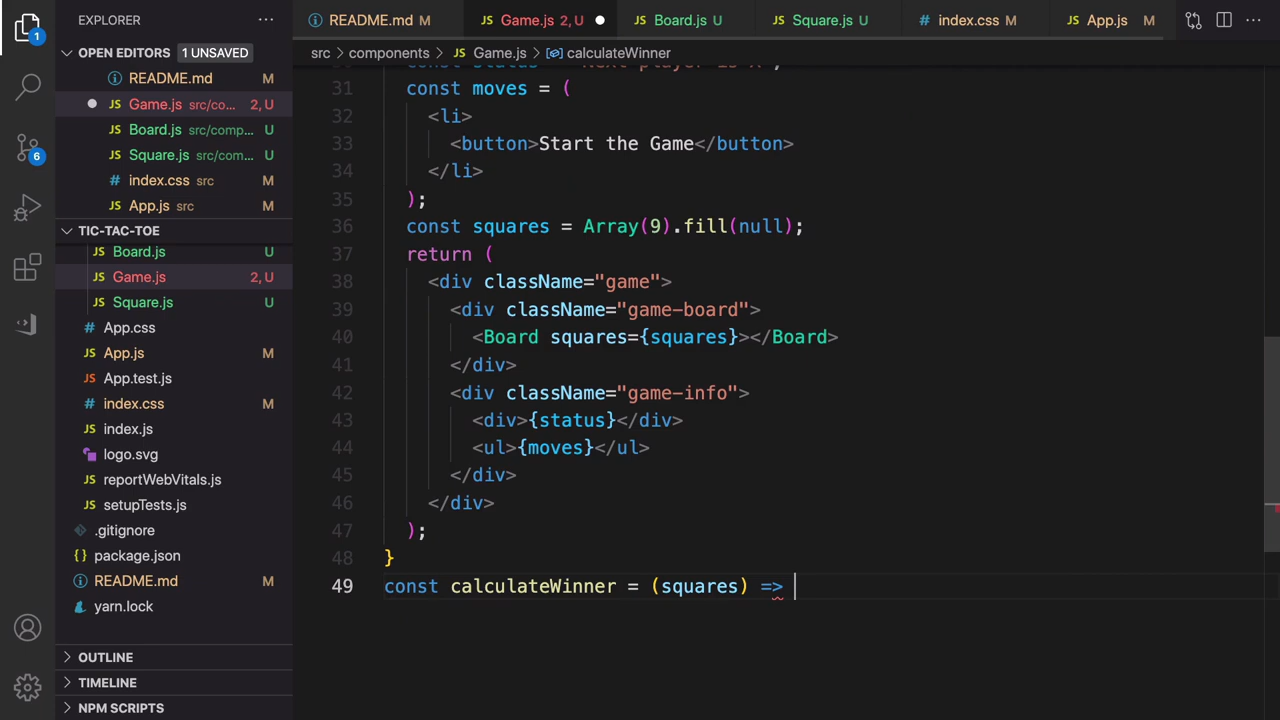 EXPLORER
README.md M
Game.js 2, U
Board.js U
Square.js U
index.css M
App.js M
OPEN EDITORS 1 UNSAVED
README.md M
Game.js src/co... 2, U
Board.js src/comp... U
Square.js src/com... U
index.css src M
App.js src M
TIC-TAC-TOE
Board.js U
Game.js 2, U
Square.js U
App.css
App.js M
App.test.js
index.css M
index.js
logo.svg
reportWebVitals.js
setupTests.js
.gitignore
package.json
README.md M
yarn.lock
OUTLINE
TIMELINE
NPM SCRIPTS
1
6
src > components > JS Game.js > calculateWinner
31 const moves = (
32 <li>
33 <button>Start the Game</button>
34 </li>
35 );
36 const squares = Array(9).fill(null);
37 return (
38 <div className="game">
39 <div className="game-board">
40 <Board squares={squares}></Board>
41 </div>
42 <div className="game-info">
43 <div>{status}</div>
44 <ul>{moves}</ul>
45 </div>
46 </div>
47 );
48 }
49 const calculateWinner = (squares) =>